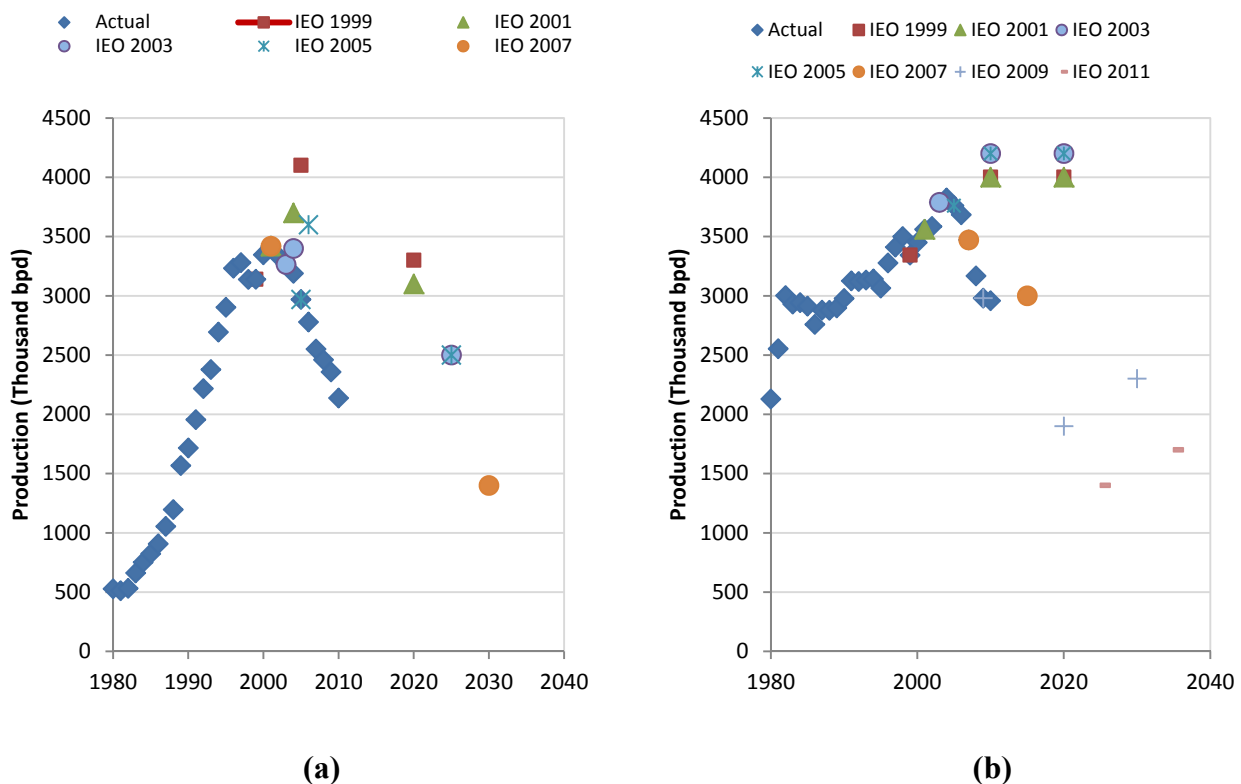 Actual IEO 1999 IEO 2001
IEO 2003 IEO 2005 IEO 2007
Production (Thousand bpd)
4500
4000
3500
3000
2500
2000
1500
1000
500
0
1980 1990 2000 2010 2020 2030 2040
(a)
Actual IEO 1999 IEO 2001 IEO 2003
IEO 2005 IEO 2007 IEO 2009 IEO 2011
Production (Thousand bpd)
4500
4000
3500
3000
2500
2000
1500
1000
500
0
1980 2000 2020 2040
(b)